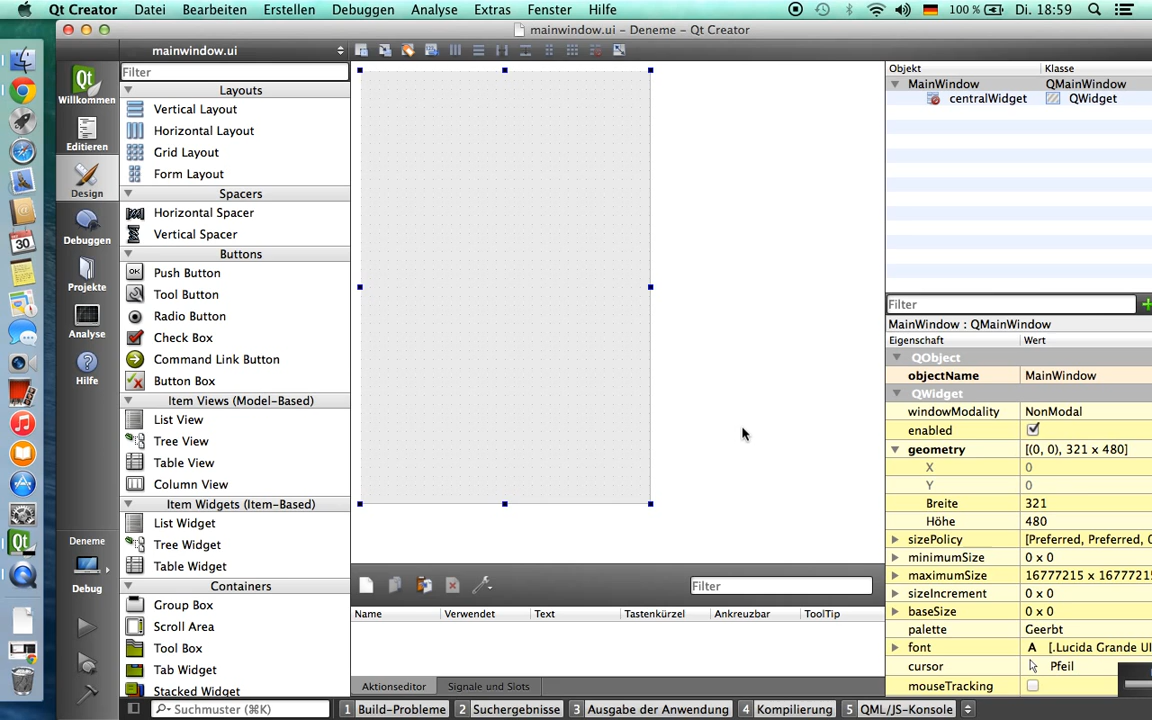 Qt Creator Datei Bearbeiten Erstellen Debuggen Analyse Extras Fenster Hilfe 100 % Di. 18:59
mainwindow.ui – Deneme – Qt Creator
mainwindow.ui
Willkommen
Editieren
Design
Debuggen
Projekte
Analyse
Hilfe
Deneme
Debug
30
Filter
Layouts
Vertical Layout
Horizontal Layout
Grid Layout
Form Layout
Spacers
Horizontal Spacer
Vertical Spacer
Buttons
OK Push Button
Tool Button
Radio Button
Check Box
Command Link Button
Button Box
Item Views (Model-Based)
List View
Tree View
Table View
Column View
Item Widgets (Item-Based)
List Widget
Tree Widget
Table Widget
Containers
Group Box
Scroll Area
Tool Box
Tab Widget
Stacked Widget
Filter
Name Verwendet Text Tastenkürzel Ankreuzbar ToolTip
Aktionseditor Signale und Slots
Objekt Klasse
MainWindow QMainWindow
centralWidget QWidget
Filter
MainWindow : QMainWindow
Eigenschaft Wert
QObject
objectName MainWindow
QWidget
windowModality NonModal
enabled
geometry [(0, 0), 321 x 480]
X 0
Y 0
Breite 321
Höhe 480
sizePolicy [Preferred, Preferred, 0
minimumSize 0 x 0
maximumSize 16777215 x 16777215
sizeIncrement 0 x 0
baseSize 0 x 0
palette Geerbt
font A [.Lucida Grande UI
cursor Pfeil
mouseTracking
Suchmuster (⌘K) 1 Build-Probleme 2 Suchergebnisse 3 Ausgabe der Anwendung 4 Kompilierung 5 QML/JS-Konsole